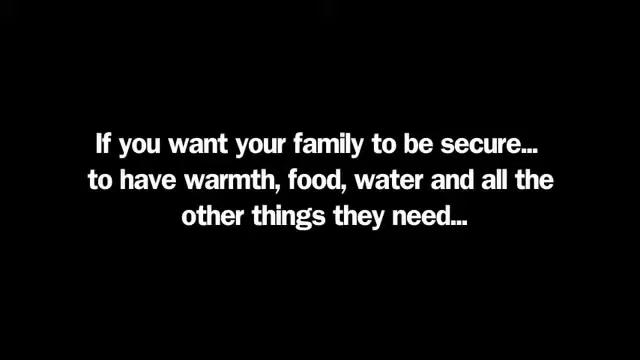 If you want your family to be secure...
to have warmth, food, water and all the
other things they need...